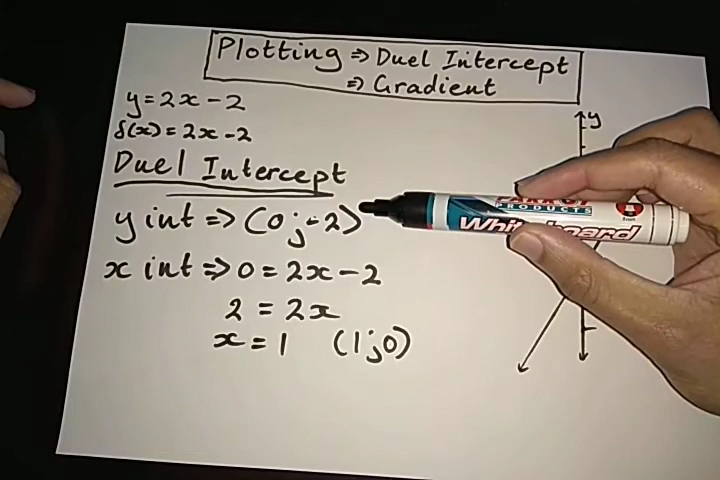 Plotting ⇒ Duel Intercept
⇒ Gradient
y = 2x - 2
f(x) = 2x - 2
Duel Intercept
y int ⇒ (0 ; -2)
x int ⇒ 0 = 2x - 2
2 = 2x
x = 1 (1 ; 0)
y
PRODUCTS
Whiteboard